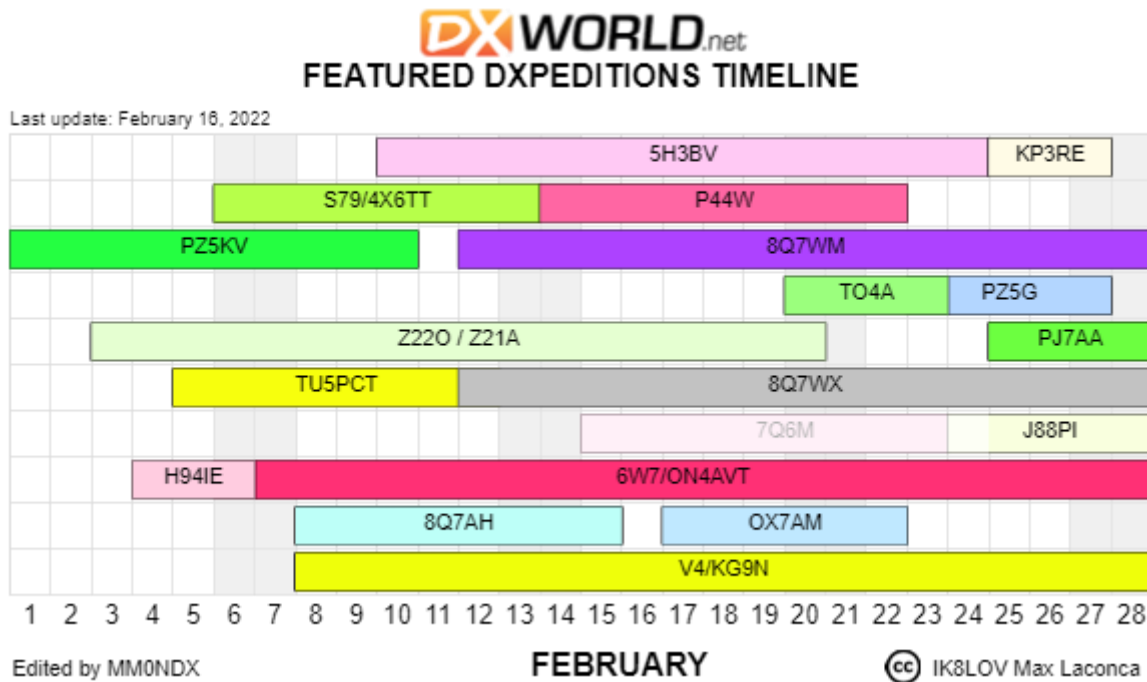 DX WORLD.net
FEATURED DXPEDITIONS TIMELINE
Last update: February 16, 2022
5H3BV KP3RE
S79/4X6TT P44W
PZ5KV 8Q7WM
TO4A PZ5G
Z22O / Z21A PJ7AA
TU5PCT 8Q7WX
7Q6M J88PI
H94IE 6W7/ON4AVT
8Q7AH OX7AM
V4/KG9N
1 2 3 4 5 6 7 8 9 10 11 12 13 14 15 16 17 18 19 20 21 22 23 24 25 26 27 28
Edited by MM0NDX FEBRUARY cc IK8LOV Max Laconca